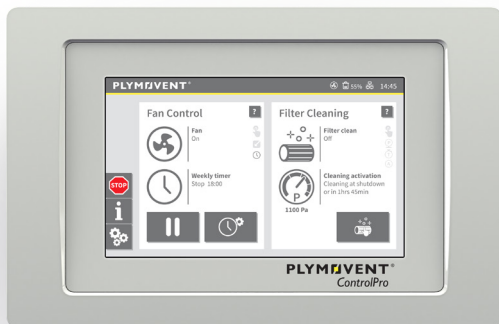 PLYMOVENT®
55%
14:45
Fan Control
?
Fan
On
Weekly timer
Stop 18:00
Filter Cleaning
?
Filter clean
Off
P
1100 Pa
Cleaning activation
Cleaning at shutdown
or in 1hrs 45min
STOP
i
PLYMOVENT®
ControlPro